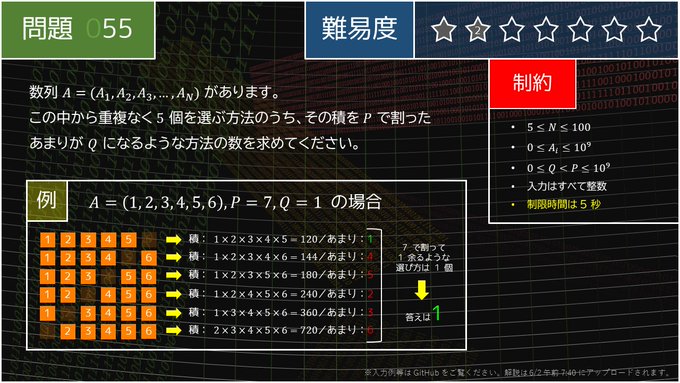 問題 055
難易度
2
制約
数列 A = (A₁, A₂, A₃, ..., A_N) があります。
この中から重複なく 5 個を選ぶ方法のうち、その積を P で割った
あまりが Q になるような方法の数を求めてください。
• 5 ≤ N ≤ 100
• 0 ≤ Aᵢ ≤ 10⁹
• 0 ≤ Q < P ≤ 10⁹
• 入力はすべて整数
• 制限時間は 5 秒
例
A = (1, 2, 3, 4, 5, 6), P = 7, Q = 1 の場合
1 2 3 4 5 積: 1×2×3×4×5 = 120/あまり:1
1 2 3 4 6 積: 1×2×3×4×6 = 144/あまり:4
1 2 3 5 6 積: 1×2×3×5×6 = 180/あまり:5
1 2 4 5 6 積: 1×2×4×5×6 = 240/あまり:2
1 3 4 5 6 積: 1×3×4×5×6 = 360/あまり:3
2 3 4 5 6 積: 2×3×4×5×6 = 720/あまり:6
7 で割って
1 余るような
選び方は 1 個
答えは1
※入力例等は GitHub をご覧ください。解説は 6/2 午前 7:40 にアップロードされます。